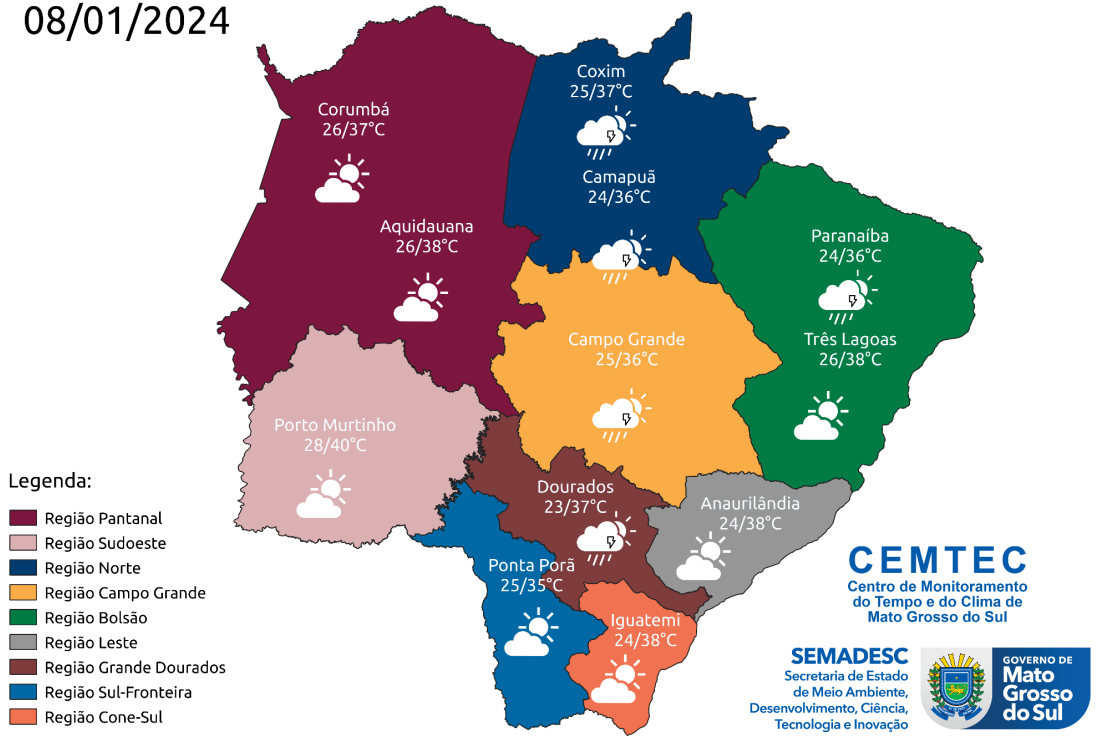 08/01/2024
Coxim
25/37°C
Corumbá
26/37°C
Camapuã
24/36°C
Aquidauana
26/38°C
Paranaíba
24/36°C
Campo Grande
25/36°C
Três Lagoas
26/38°C
Porto Murtinho
28/40°C
Dourados
23/37°C
Anaurilândia
24/38°C
Ponta Porã
25/35°C
Iguatemi
24/38°C
Legenda:
Região Pantanal
Região Sudoeste
Região Norte
Região Campo Grande
Região Bolsão
Região Leste
Região Grande Dourados
Região Sul-Fronteira
Região Cone-Sul
CEMTEC
Centro de Monitoramento
do Tempo e do Clima de
Mato Grosso do Sul
SEMADESC
Secretaria de Estado
de Meio Ambiente,
Desenvolvimento, Ciência,
Tecnologia e Inovação
GOVERNO DE
Mato
Grosso
do Sul